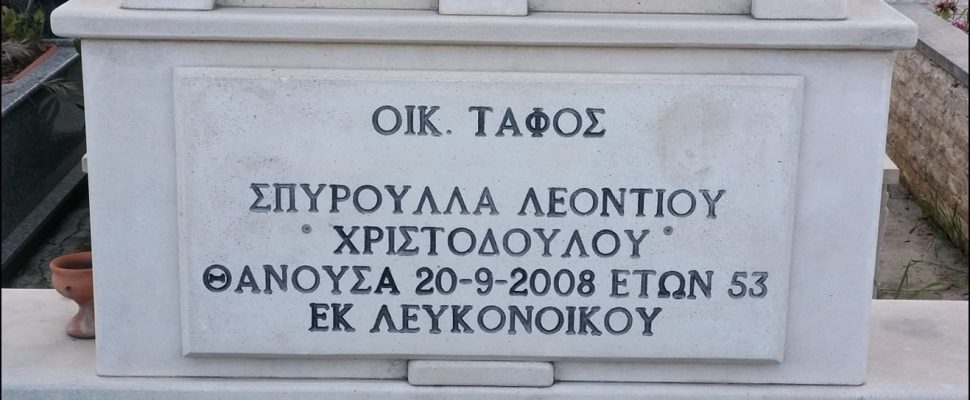 ΟΙΚ. ΤΑΦΟΣ
ΣΠΥΡΟΥΛΛΑ ΛΕΟΝΤΙΟΥ
" ΧΡΙΣΤΟΔΟΥΛΟΥ "
ΘΑΝΟΥΣΑ 20-9-2008 ΕΤΩΝ 53
ΕΚ ΛΕΥΚΟΝΟΙΚΟΥ